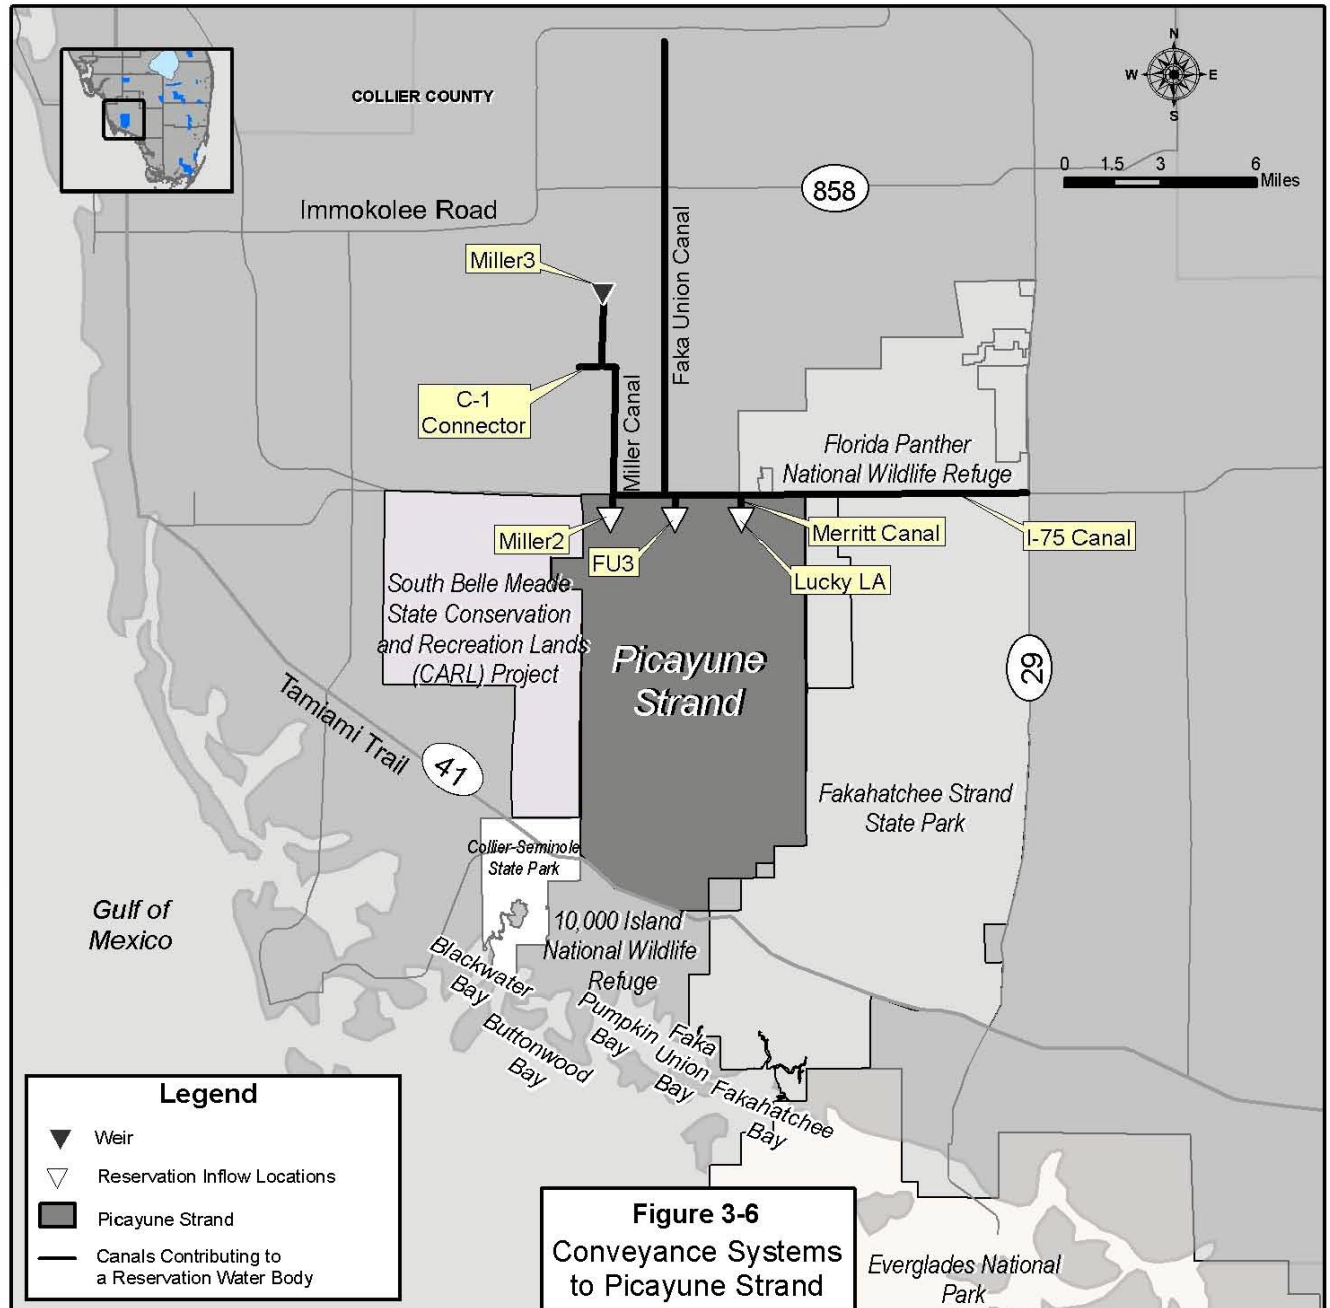 COLLIER COUNTY
N
W
E
S
0 1.5 3 6
Miles
858
Immokolee Road
Miller3
Faka Union Canal
C-1
Connector
Miller Canal
Florida Panther
National Wildlife Refuge
Miller2
FU3
Merritt Canal
I-75 Canal
Lucky LA
South Belle Meade
State Conservation
and Recreation Lands
(CARL) Project
Picayune
Strand
29
Tamiami Trail
41
Fakahatchee Strand
State Park
Collier-Seminole
State Park
Gulf of
Mexico
10,000 Island
National Wildlife
Refuge
Blackwater
Bay
Buttonwood
Bay
Pumpkin
Bay
Faka
Union
Bay
Fakahatchee
Bay
Legend
Weir
Reservation Inflow Locations
Picayune Strand
Canals Contributing to
a Reservation Water Body
Figure 3-6
Conveyance Systems
to Picayune Strand
Everglades National
Park